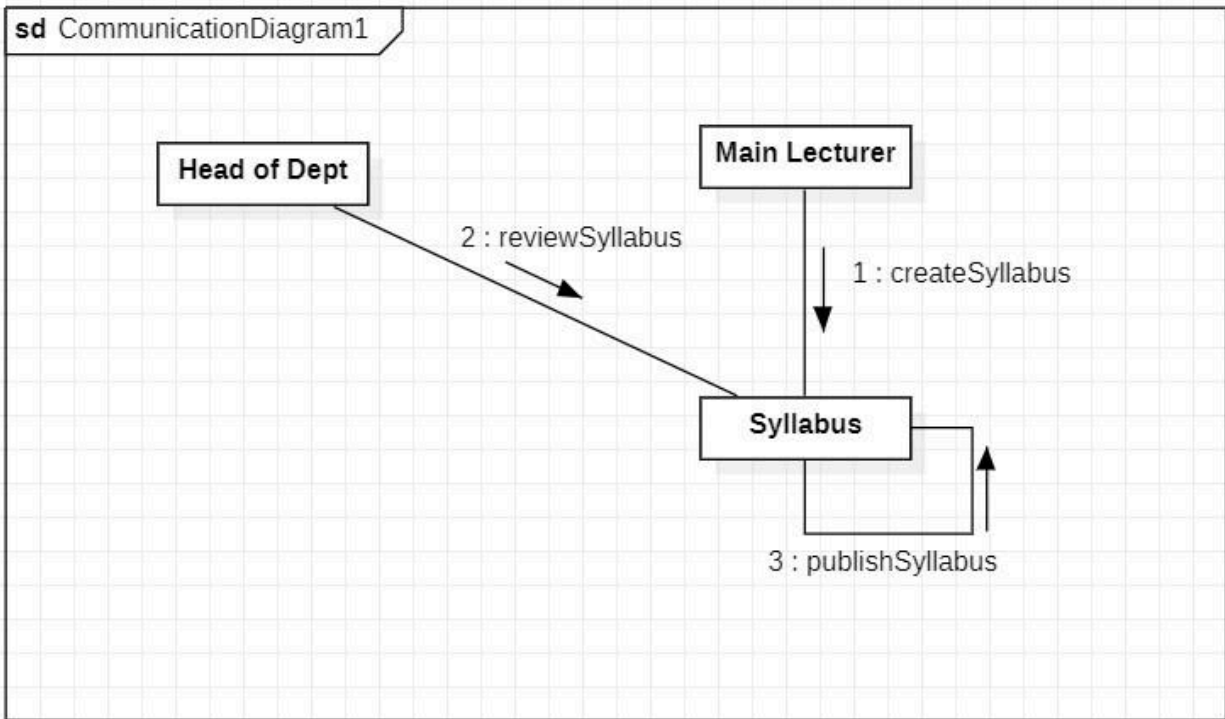 sd CommunicationDiagram1
Main Lecturer
Head of Dept
2 : reviewSyllabus
1 : createSyllabus
Syllabus
3 : publishSyllabus